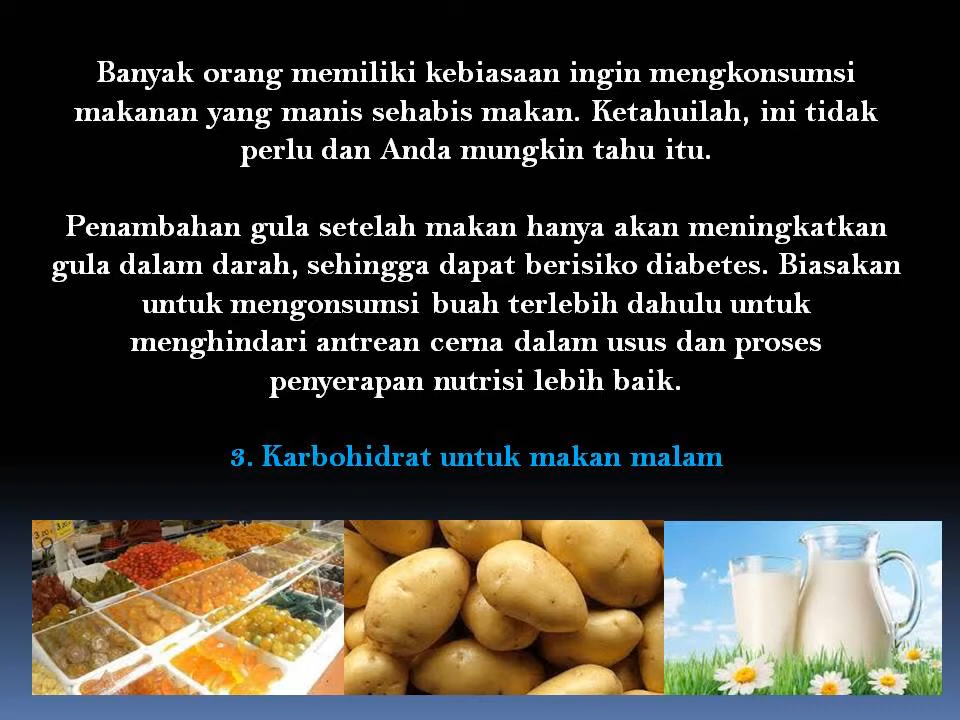 Banyak orang memiliki kebiasaan ingin mengkonsumsi
makanan yang manis sehabis makan. Ketahuilah, ini tidak
perlu dan Anda mungkin tahu itu.
Penambahan gula setelah makan hanya akan meningkatkan
gula dalam darah, sehingga dapat berisiko diabetes. Biasakan
untuk mengonsumsi buah terlebih dahulu untuk
menghindari antrean cerna dalam usus dan proses
penyerapan nutrisi lebih baik.
3. Karbohidrat untuk makan malam